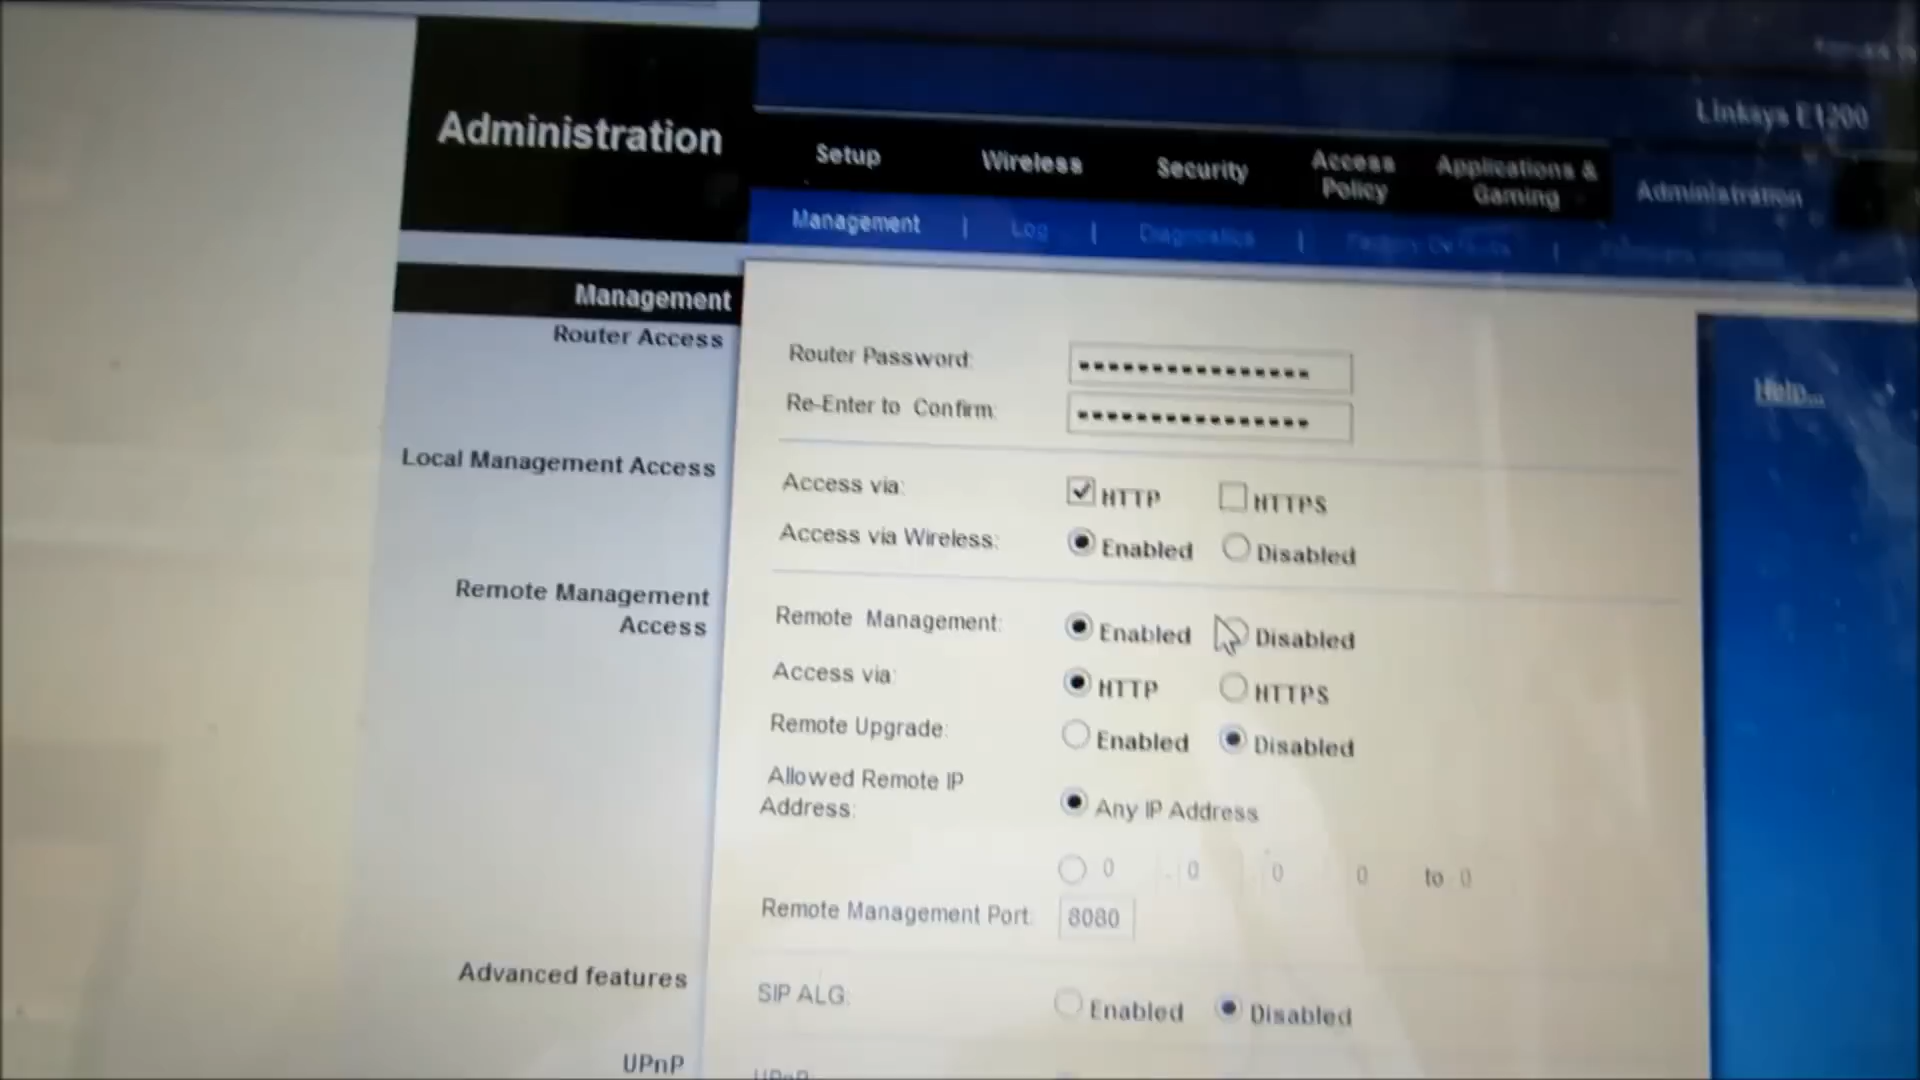 Linksys E1200
Administration
Setup Wireless Security Access Policy Applications & Gaming Administration
Management | Log | Diagnostics | Factory Defaults |
Management
Router Access
Router Password:
Re-Enter to Confirm:
Help...
Local Management Access
Access via: HTTP HTTPS
Access via Wireless: Enabled Disabled
Remote Management Access
Remote Management: Enabled Disabled
Access via: HTTP HTTPS
Remote Upgrade: Enabled Disabled
Allowed Remote IP
Address: Any IP Address
0 . 0 0 0 to 0
Remote Management Port: 8080
Advanced features
SIP ALG: Enabled Disabled
UPnP
UPnP: